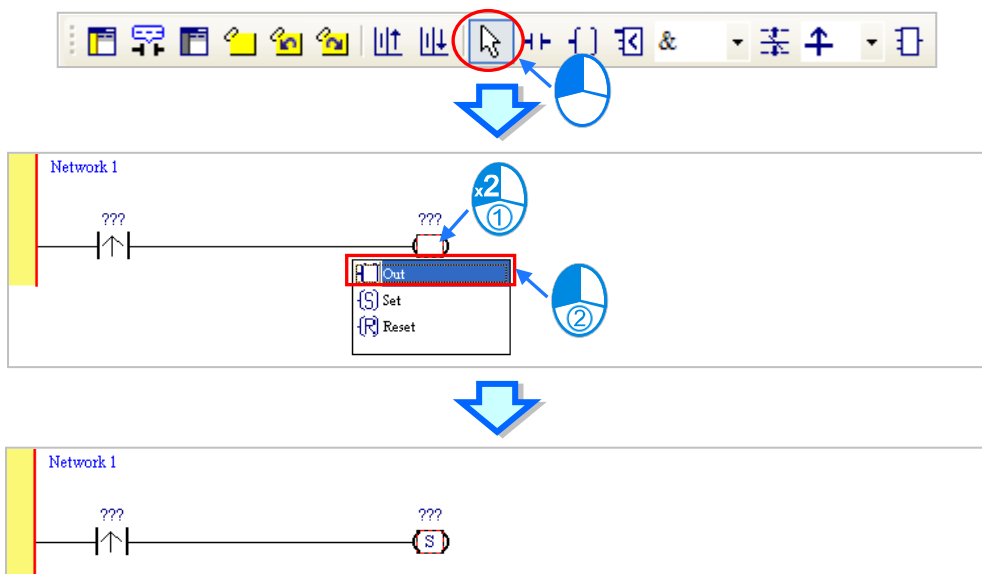 &
Network 1
??? ???
x2
①
Out
S Set
R Reset
②
Network 1
??? ???
S